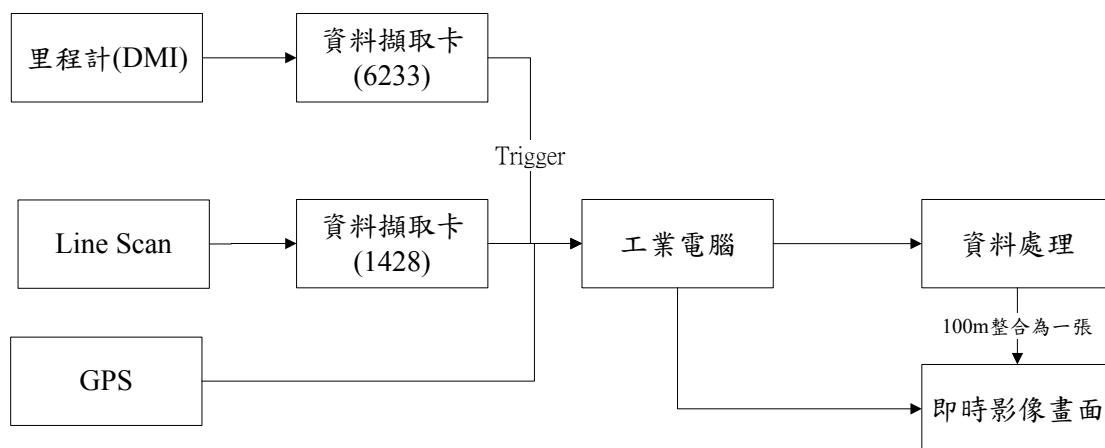 里程計(DMI)
資料擷取卡
(6233)
Trigger
Line Scan
資料擷取卡
(1428)
工業電腦
資料處理
100m整合為一張
GPS
即時影像畫面